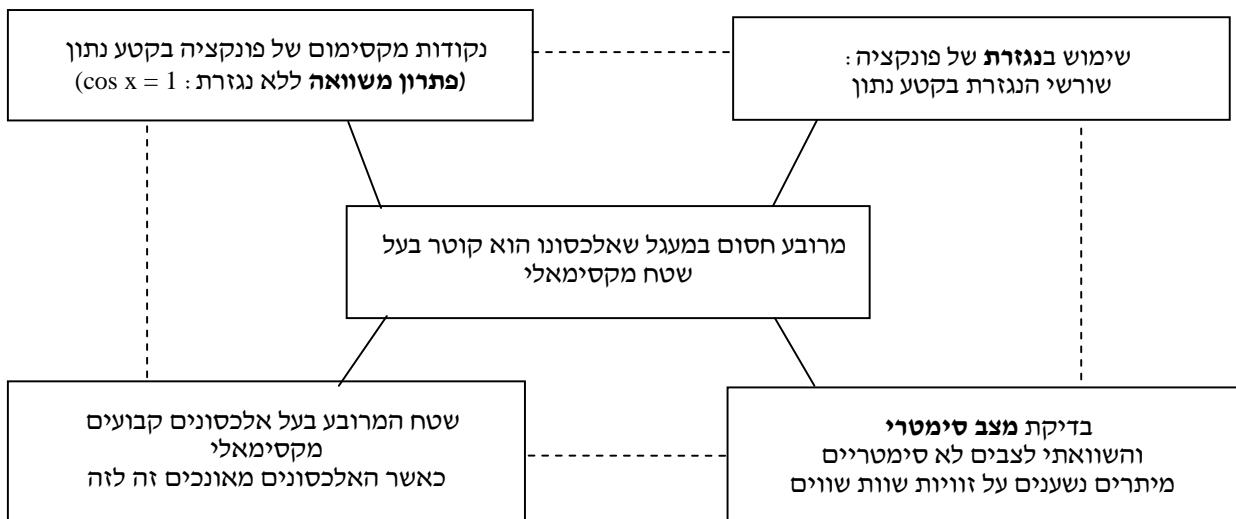 נקודות מקסימום של פונקציה בקטע נתון
(פתרון משוואה ללא נגזרת: cos x = 1)
שימוש בנגזרת של פונקציה:
שורשי הנגזרת בקטע נתון
מרובע חסום במעגל שאלכסונו הוא קוטר בעל
שטח מקסימאלי
שטח המרובע בעל אלכסונים קבועים
מקסימאלי
כאשר האלכסונים מאונכים זה לזה
בדיקת מצב סימטרי
והשוואתי לצבים לא סימטריים
מיתרים נשענים על זוויות שוות שווים